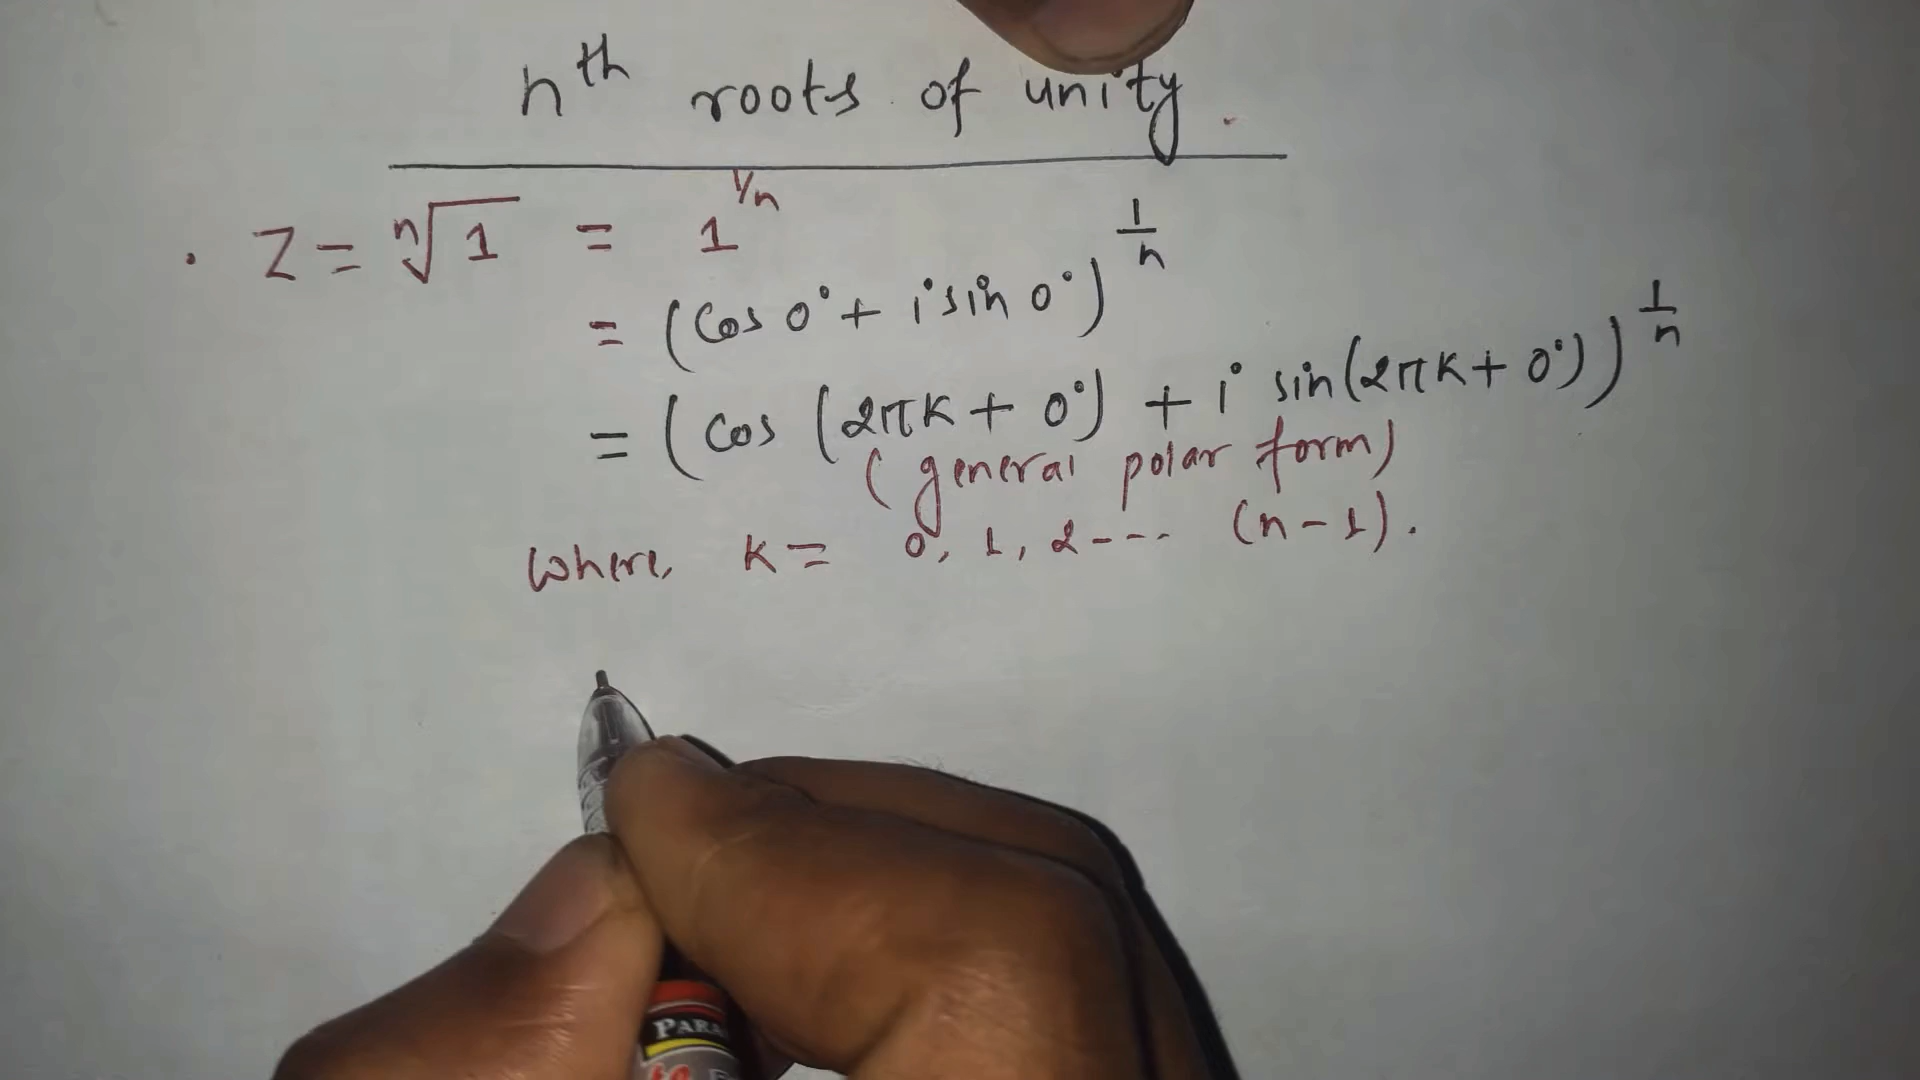 nth roots of unity.
. Z = ⁿ√1 = 1^1/n
= (cos 0° + i sin 0°)^1/n
= (cos (2πk + 0°) + i sin(2πk + 0°))^1/n
(general polar form)
where, k = 0, 1, 2 --- (n-1).